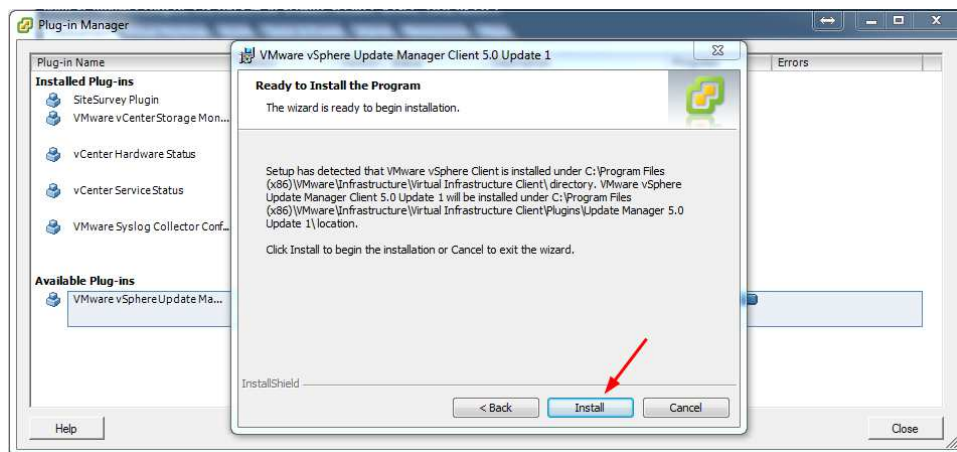 Plug-in Manager
Plug-in Name
Errors
Installed Plug-ins
SiteSurvey Plugin
VMware vCenter Storage Mon...
vCenter Hardware Status
vCenter Service Status
VMware Syslog Collector Conf...
Available Plug-ins
VMware vSphere Update Ma...
VMware vSphere Update Manager Client 5.0 Update 1
Ready to Install the Program
The wizard is ready to begin installation.
Setup has detected that VMware vSphere Client is installed under C:\Program Files
(x86)\VMware\Infrastructure\Virtual Infrastructure Client\ directory. VMware vSphere
Update Manager Client 5.0 Update 1 will be installed under C:\Program Files
(x86)\VMware\Infrastructure\Virtual Infrastructure Client\Plugins\Update Manager 5.0
Update 1\ location.
Click Install to begin the installation or Cancel to exit the wizard.
InstallShield
< Back
Install
Cancel
Help
Close